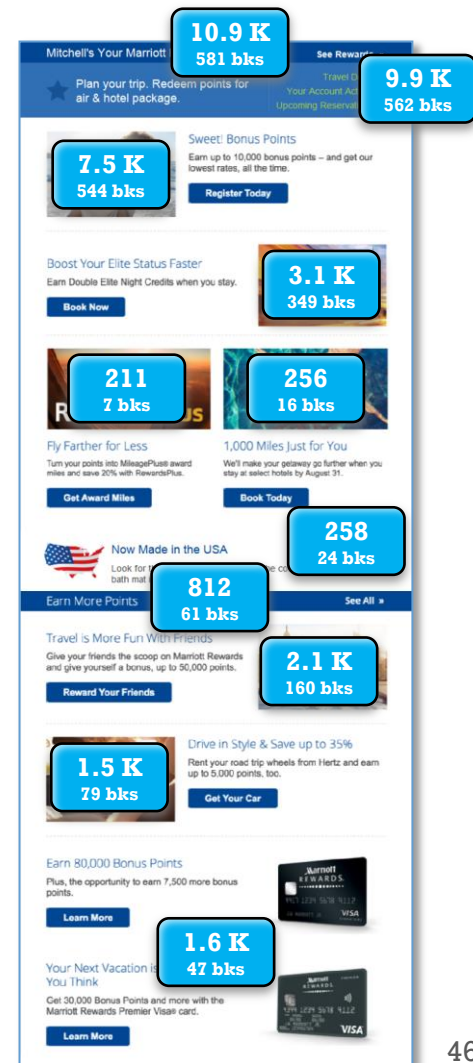 10.9 K
581 bks
Mitchell's Your Marriott
See Rewards
Plan your trip. Redeem points for
air & hotel package.
Travel
Your Account
Upcoming
9.9 K
562 bks
7.5 K
544 bks
Sweet! Bonus Points
Earn up to 10,000 bonus points – and get our
lowest rates, all the time.
Register Today
Boost Your Elite Status Faster
Earn Double Elite Night Credits when you stay.
Book Now
3.1 K
349 bks
211
7 bks
256
16 bks
Fly Farther for Less
Turn your points into MileagePlus® award
miles and save 20% with RewardsPlus.
Get Award Miles
1,000 Miles Just for You
We'll make your getaway go further when you
stay at select hotels by August 31.
Book Today
258
24 bks
Now Made in the USA
Look for
bath mat
812
61 bks
Earn More Points
See All »
Travel is More Fun With Friends
Give your friends the scoop on Marriott Rewards
and give yourself a bonus, up to 50,000 points.
Reward Your Friends
2.1 K
160 bks
1.5 K
79 bks
Drive in Style & Save up to 35%
Rent your road trip wheels from Hertz and earn
up to 5,000 points, too.
Get Your Car
Earn 80,000 Bonus Points
Plus, the opportunity to earn 7,500 more bonus
points.
Learn More
Marriott
REWARDS.
VISA
1.6 K
47 bks
Your Next Vacation is
You Think
Get 30,000 Bonus Points and more with the
Marriott Rewards Premier Visa® card.
Learn More
Marriott
REWARDS.
VISA
46